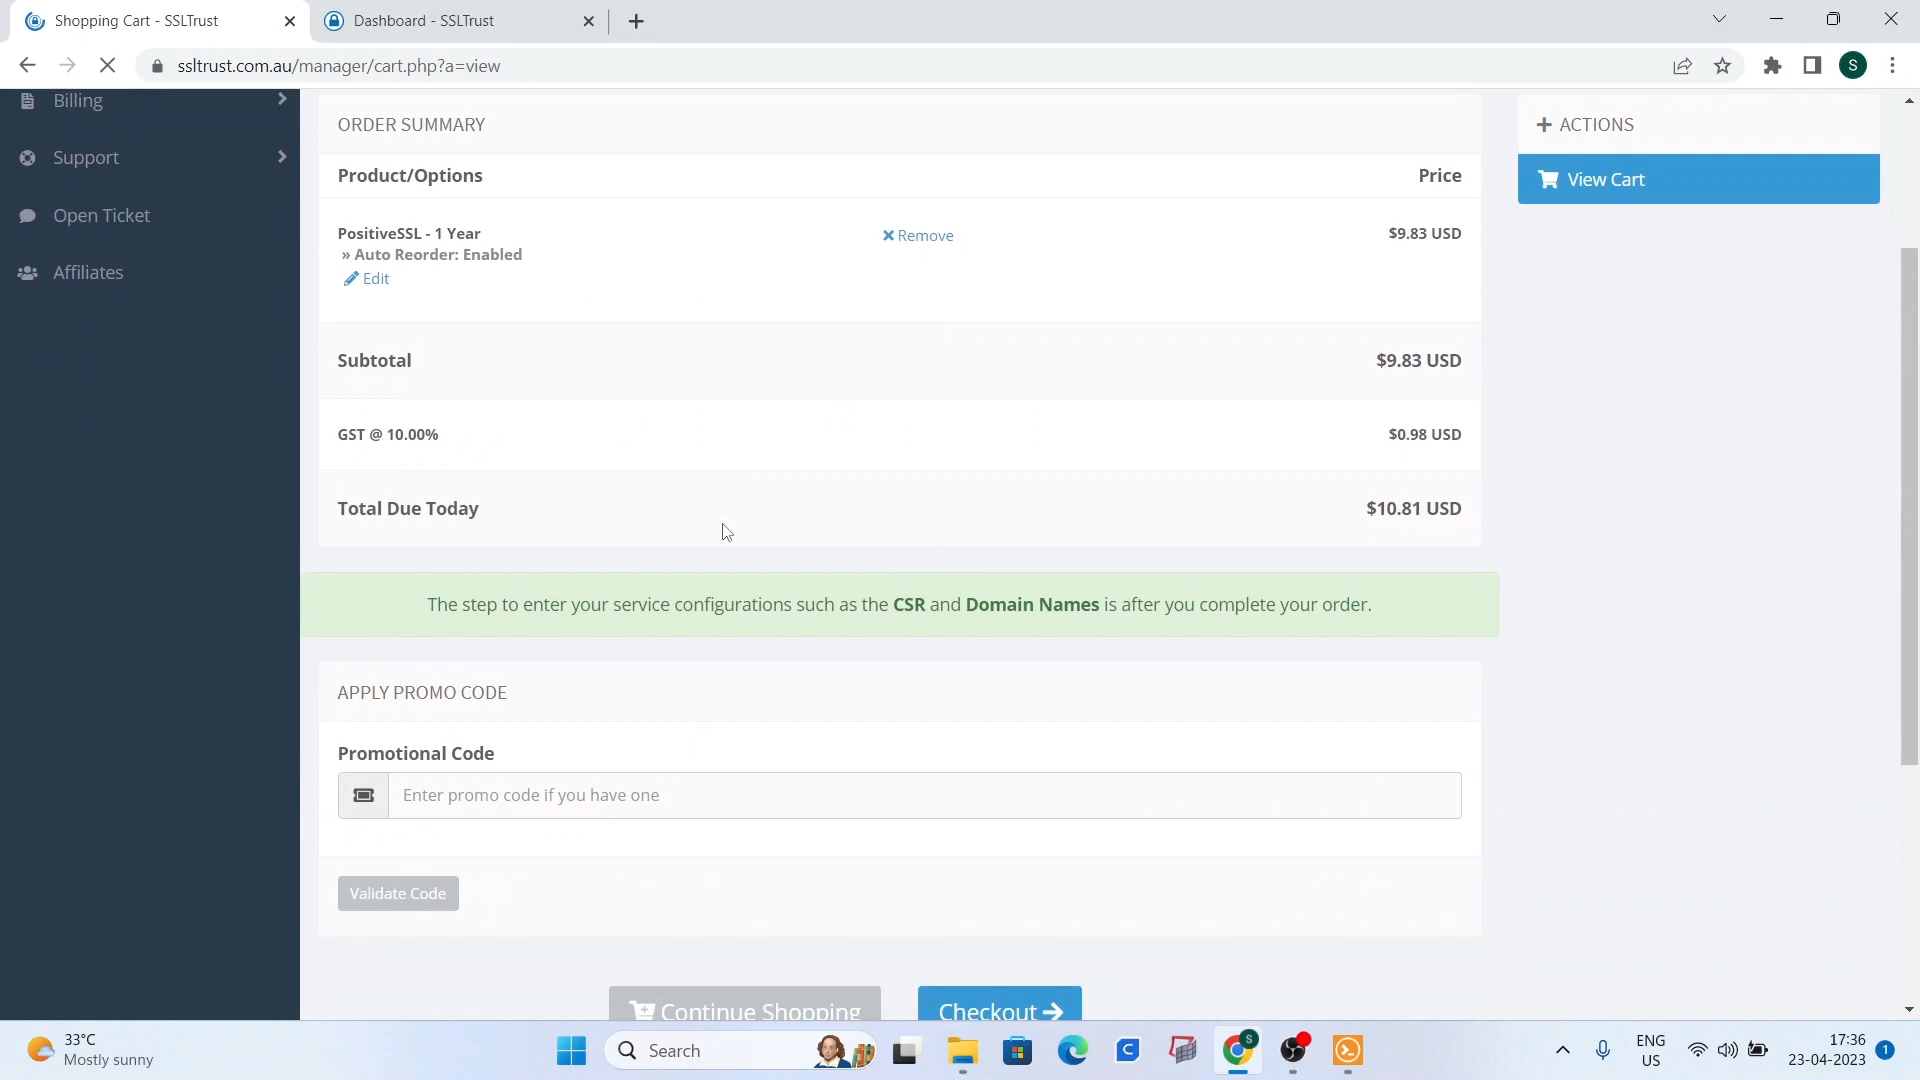 Shopping Cart - SSLTrust
Dashboard - SSLTrust
ssltrust.com.au/manager/cart.php?a=view
S
Billing
Support
Open Ticket
Affiliates
ORDER SUMMARY
Product/Options Price
PositiveSSL - 1 Year Remove $9.83 USD
» Auto Reorder: Enabled
Edit
Subtotal $9.83 USD
GST @ 10.00% $0.98 USD
Total Due Today $10.81 USD
The step to enter your service configurations such as the CSR and Domain Names is after you complete your order.
APPLY PROMO CODE
Promotional Code
Enter promo code if you have one
Validate Code
Continue Shopping
Checkout
ACTIONS
View Cart
33°C
Mostly sunny
Search
S
ENG
US
17:36
23-04-2023
1